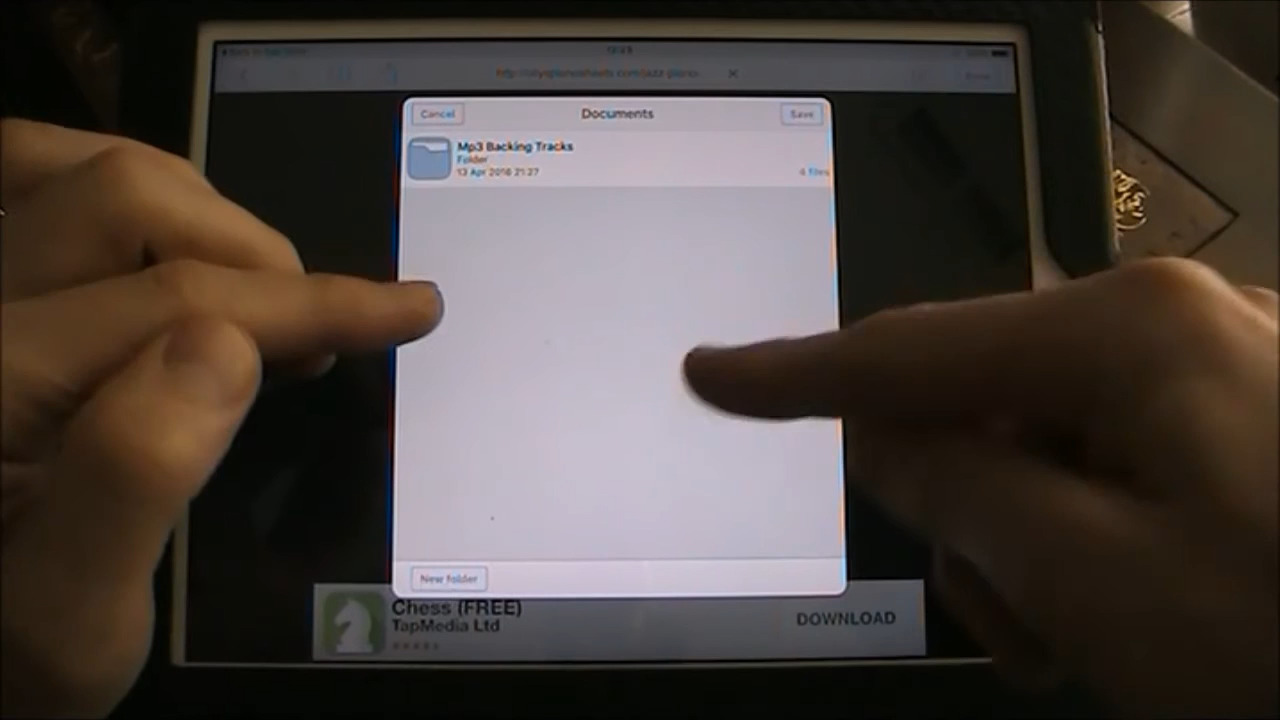 Cancel
Documents
Save
Mp3 Backing Tracks
Folder
13 Apr 2016 21:27
4 files
New folder
Chess (FREE)
TapMedia Ltd
DOWNLOAD